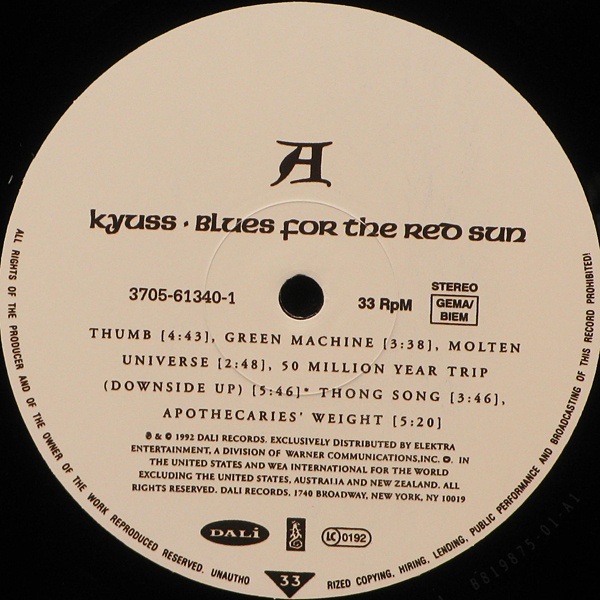 A
kyuss · Blues for the Red Sun
3705-61340-1
33 RpM
STEREO
GEMA/
BIEM
THUMB [4:43], GREEN MACHINE [3:38], MOLTEN
UNIVERSE [2:48], 50 MILLION YEAR TRIP
(DOWNSIDE UP) [5:46]* THONG SONG [3:46],
APOTHECARIES' WEIGHT [5:20]
℗ & © 1992 DALI RECORDS. EXCLUSIVELY DISTRIBUTED BY ELEKTRA
ENTERTAINMENT, A DIVISION OF WARNER COMMUNICATIONS,INC. IN
THE UNITED STATES AND WEA INTERNATIONAL FOR THE WORLD
EXCLUDING THE UNITED STATES, AUSTRALIA AND NEW ZEALAND. ALL
RIGHTS RESERVED. DALI RECORDS, 1740 BROADWAY, NEW YORK, NY 10019
DALI
LC 0192
33
ALL RIGHTS OF THE PRODUCER AND OF THE OWNER OF THE WORK REPRODUCED RESERVED. UNAUTHO
RIZED COPYING, HIRING, LENDING, PUBLIC PERFORMANCE AND BROADCASTING OF THIS RECORD PROHIBITED!
B819825-01 A1